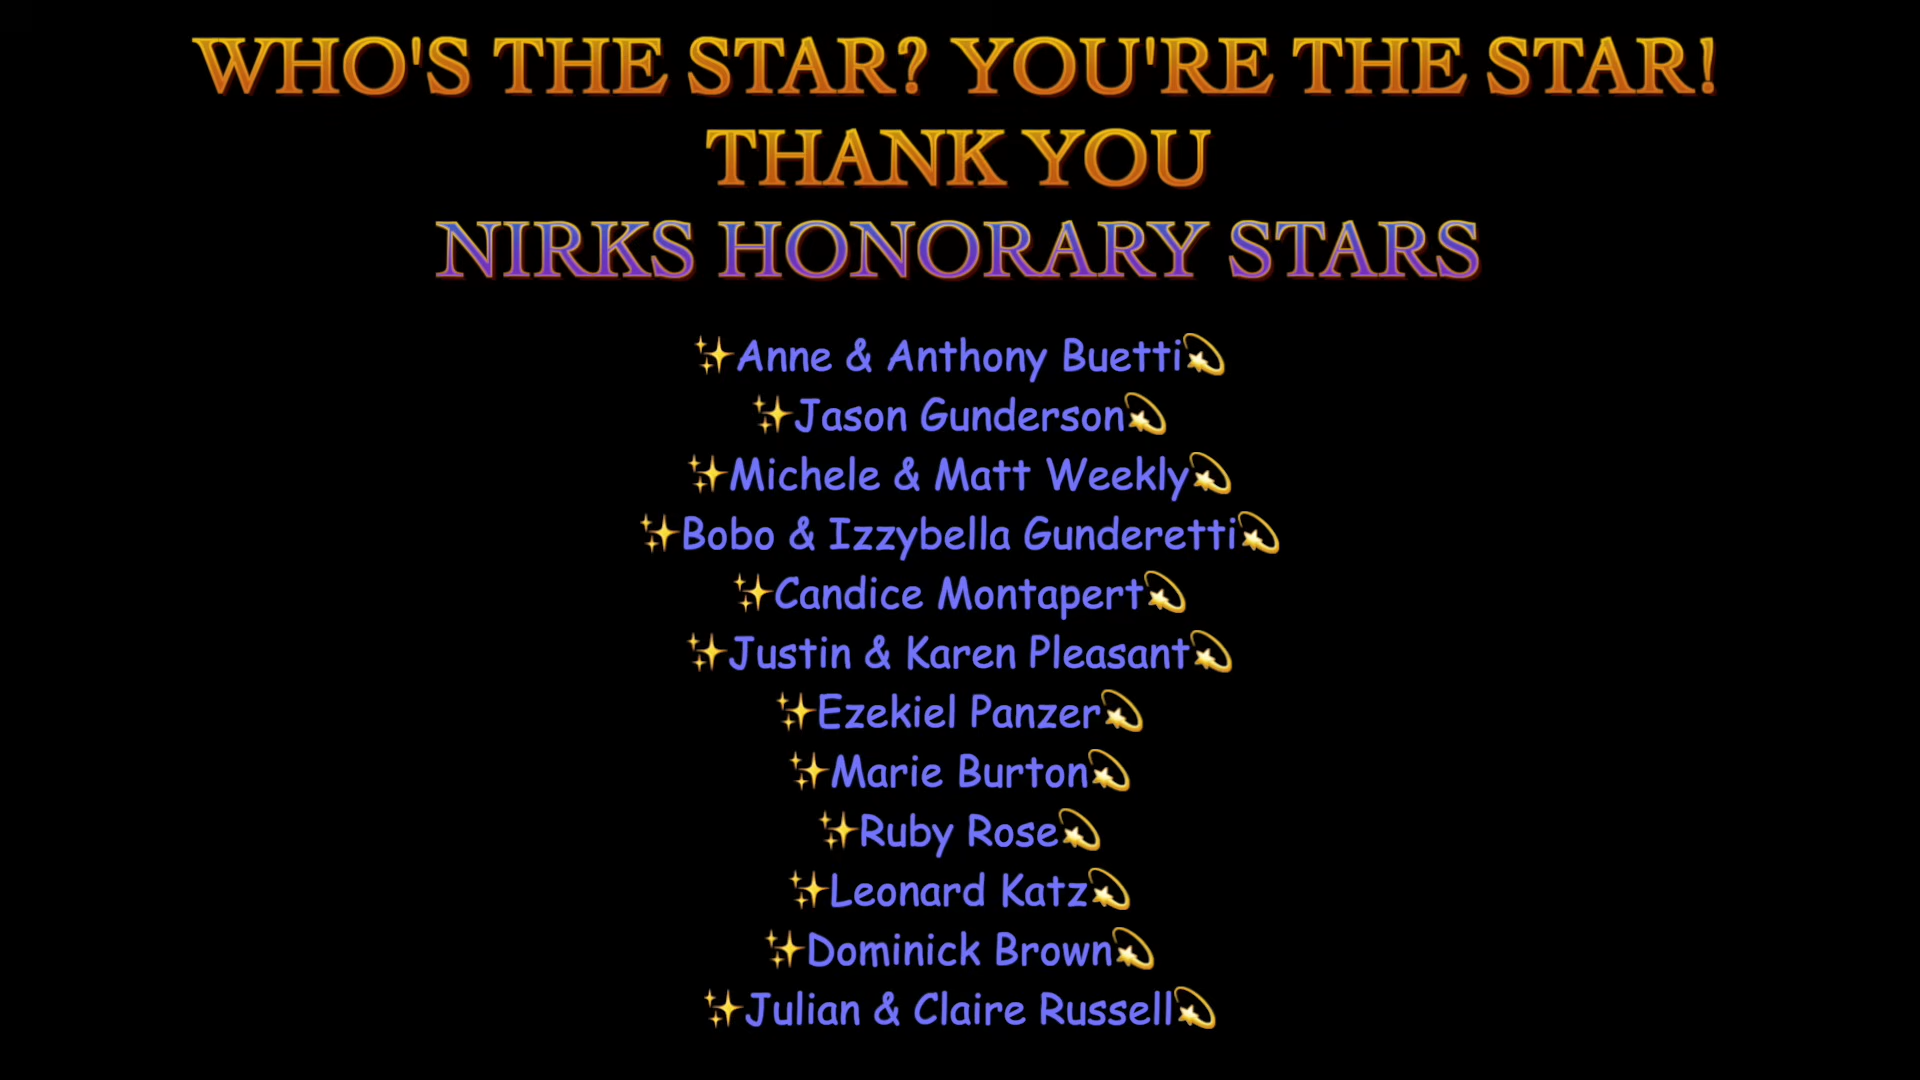 WHO'S THE STAR? YOU'RE THE STAR!
THANK YOU
NIRKS HONORARY STARS
✨Anne & Anthony Buetti💫
✨Jason Gunderson💫
✨Michele & Matt Weekly💫
✨Bobo & Izzybella Gunderetti💫
✨Candice Montapert💫
✨Justin & Karen Pleasant💫
✨Ezekiel Panzer💫
✨Marie Burton💫
✨Ruby Rose💫
✨Leonard Katz💫
✨Dominick Brown💫
✨Julian & Claire Russell💫